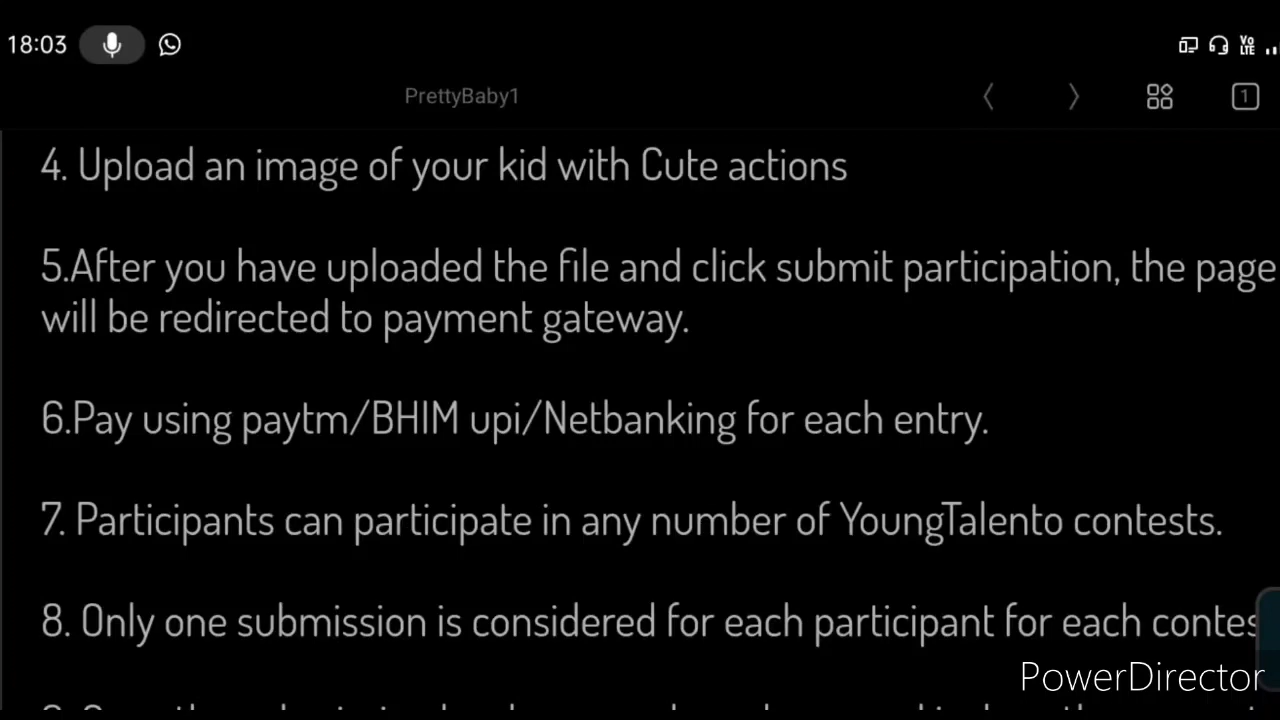 18:03
Vo LTE
PrettyBaby1
1
4. Upload an image of your kid with Cute actions
5.After you have uploaded the file and click submit participation, the page
will be redirected to payment gateway.
6.Pay using paytm/BHIM upi/Netbanking for each entry.
7. Participants can participate in any number of YoungTalento contests.
8. Only one submission is considered for each participant for each contes
PowerDirector